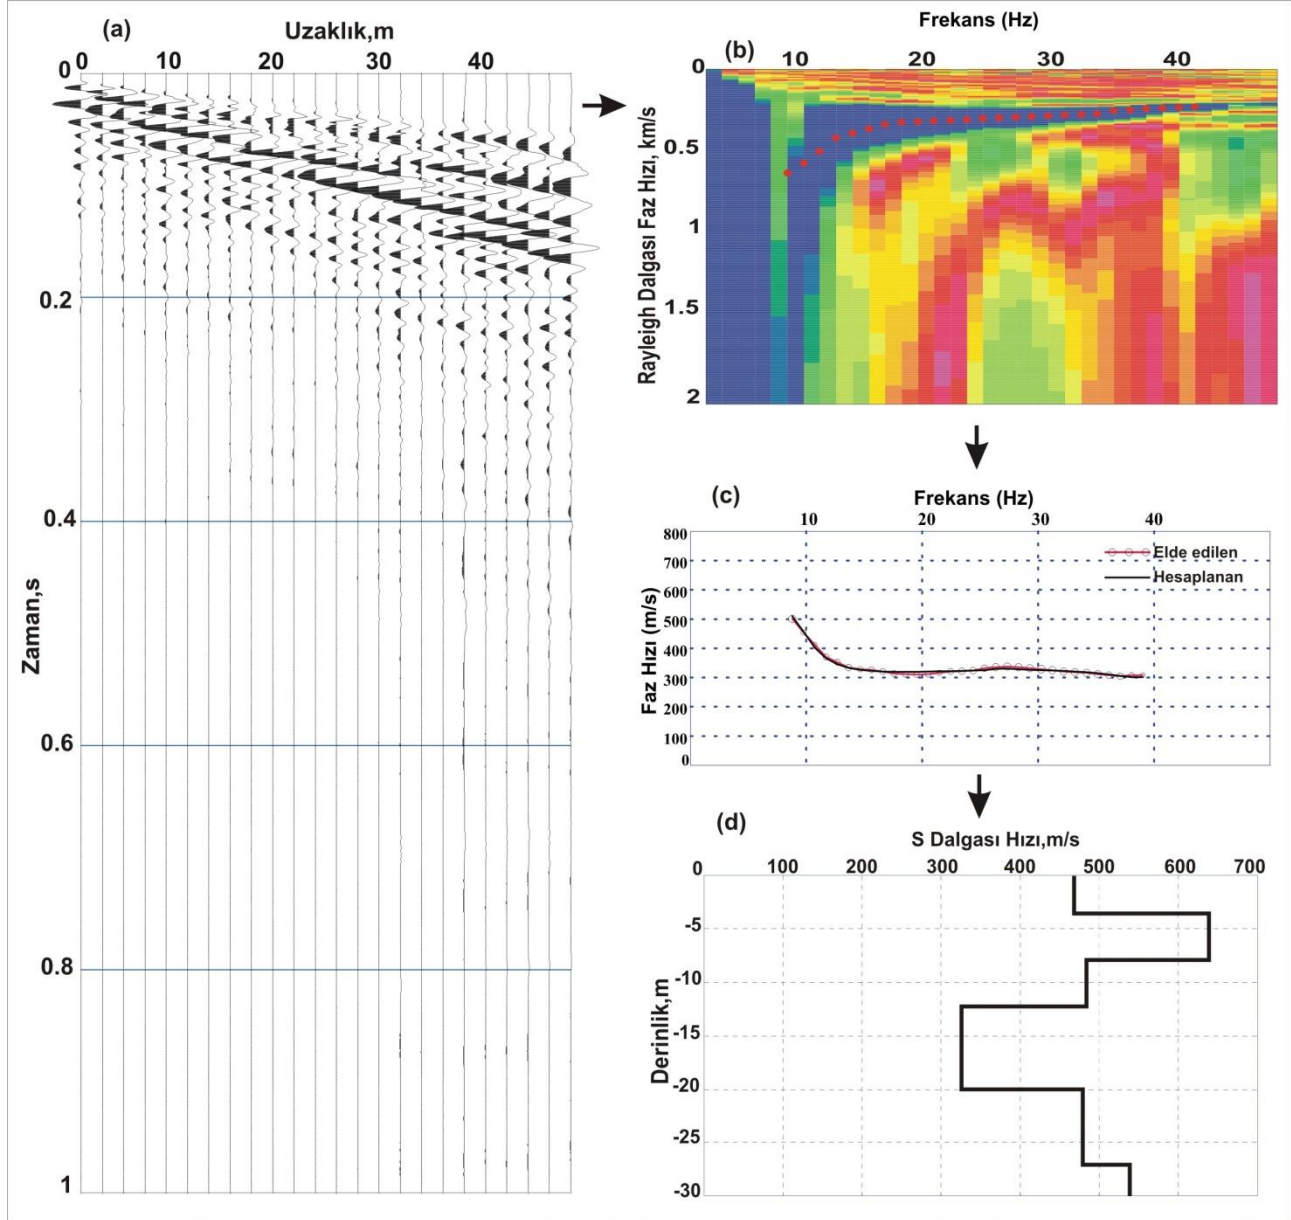 (a)
Uzaklık,m
0 10 20 30 40
0
0.2
0.4
0.6
0.8
1
Zaman,s
Frekans (Hz)
(b)
10 20 30 40
0
0.5
1
1.5
2
Rayleigh Dalgası Faz Hızı, km/s
(c)
Frekans (Hz)
10 20 30 40
800
700
600
500
400
300
200
100
0
Faz Hızı (m/s)
Elde edilen
Hesaplanan
(d)
S Dalgası Hızı,m/s
0 100 200 300 400 500 600 700
-5
-10
-15
-20
-25
-30
Derinlik,m